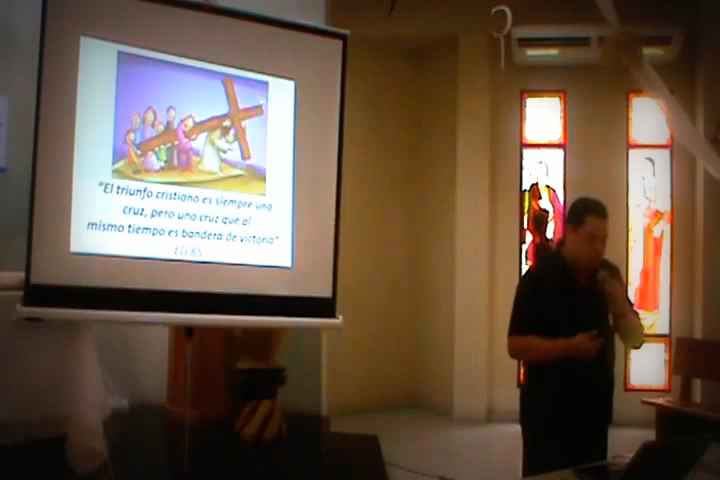 "El triunfo cristiano es siempre una
cruz, pero una cruz que al
mismo tiempo es bandera de victoria"
EG 85